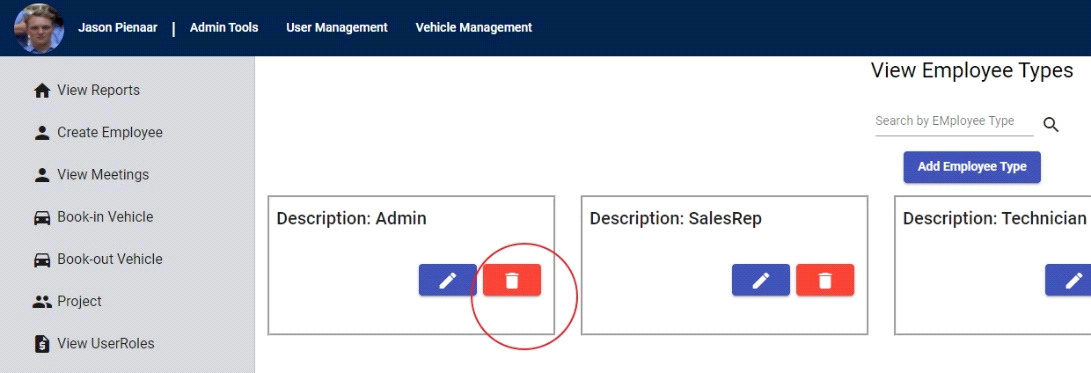 Jason Pienaar | Admin Tools User Management Vehicle Management
View Reports
Create Employee
View Meetings
Book-in Vehicle
Book-out Vehicle
Project
View UserRoles
View Employee Types
Search by EMployee Type
Add Employee Type
Description: Admin
Description: SalesRep
Description: Technician